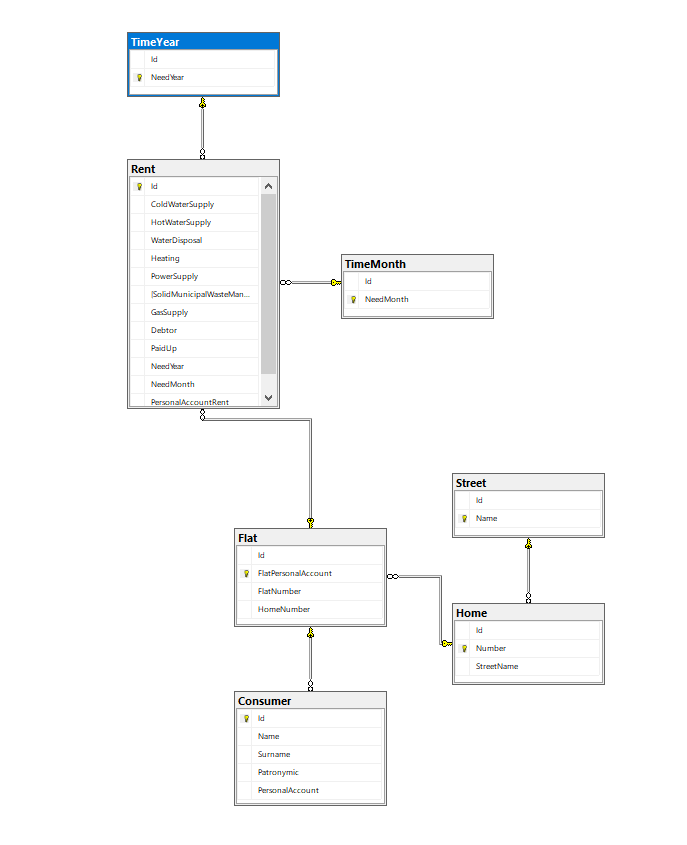 TimeYear
Id
NeedYear
Rent
Id
ColdWaterSupply
HotWaterSupply
WaterDisposal
Heating
PowerSupply
[SolidMunicipalWasteMan...
GasSupply
Debtor
PaidUp
NeedYear
NeedMonth
PersonalAccountRent
TimeMonth
Id
NeedMonth
Street
Id
Name
Flat
Id
FlatPersonalAccount
FlatNumber
HomeNumber
Home
Id
Number
StreetName
Consumer
Id
Name
Surname
Patronymic
PersonalAccount